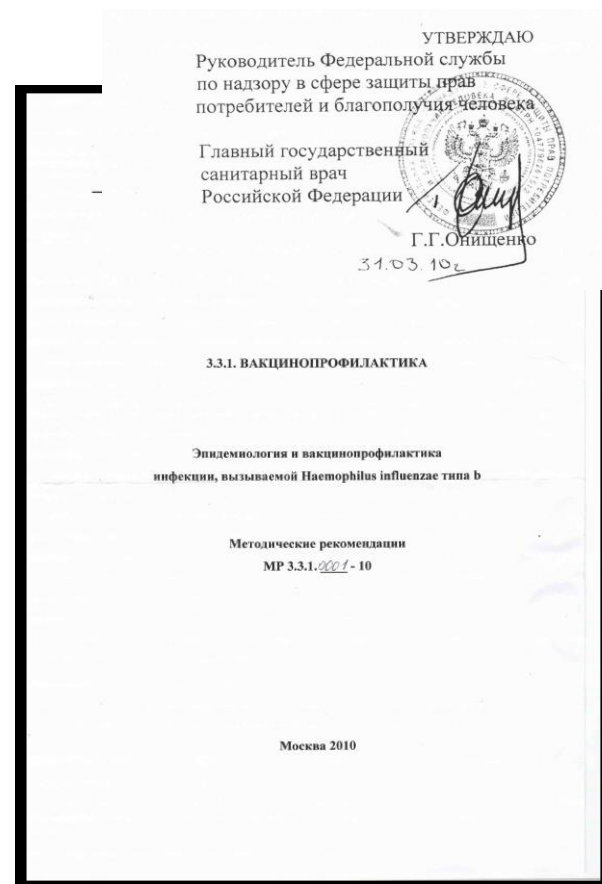 УТВЕРЖДАЮ
Руководитель Федеральной службы
по надзору в сфере защиты прав
потребителей и благополучия человека
Главный государственный
санитарный врач
Российской Федерации
Г.Г.Онищенко
31.03.10г
3.3.1. ВАКЦИНОПРОФИЛАКТИКА
Эпидемиология и вакцинопрофилактика
инфекции, вызываемой Haemophilus influenzae типа b
Методические рекомендации
МР 3.3.1.0001 - 10
Москва 2010